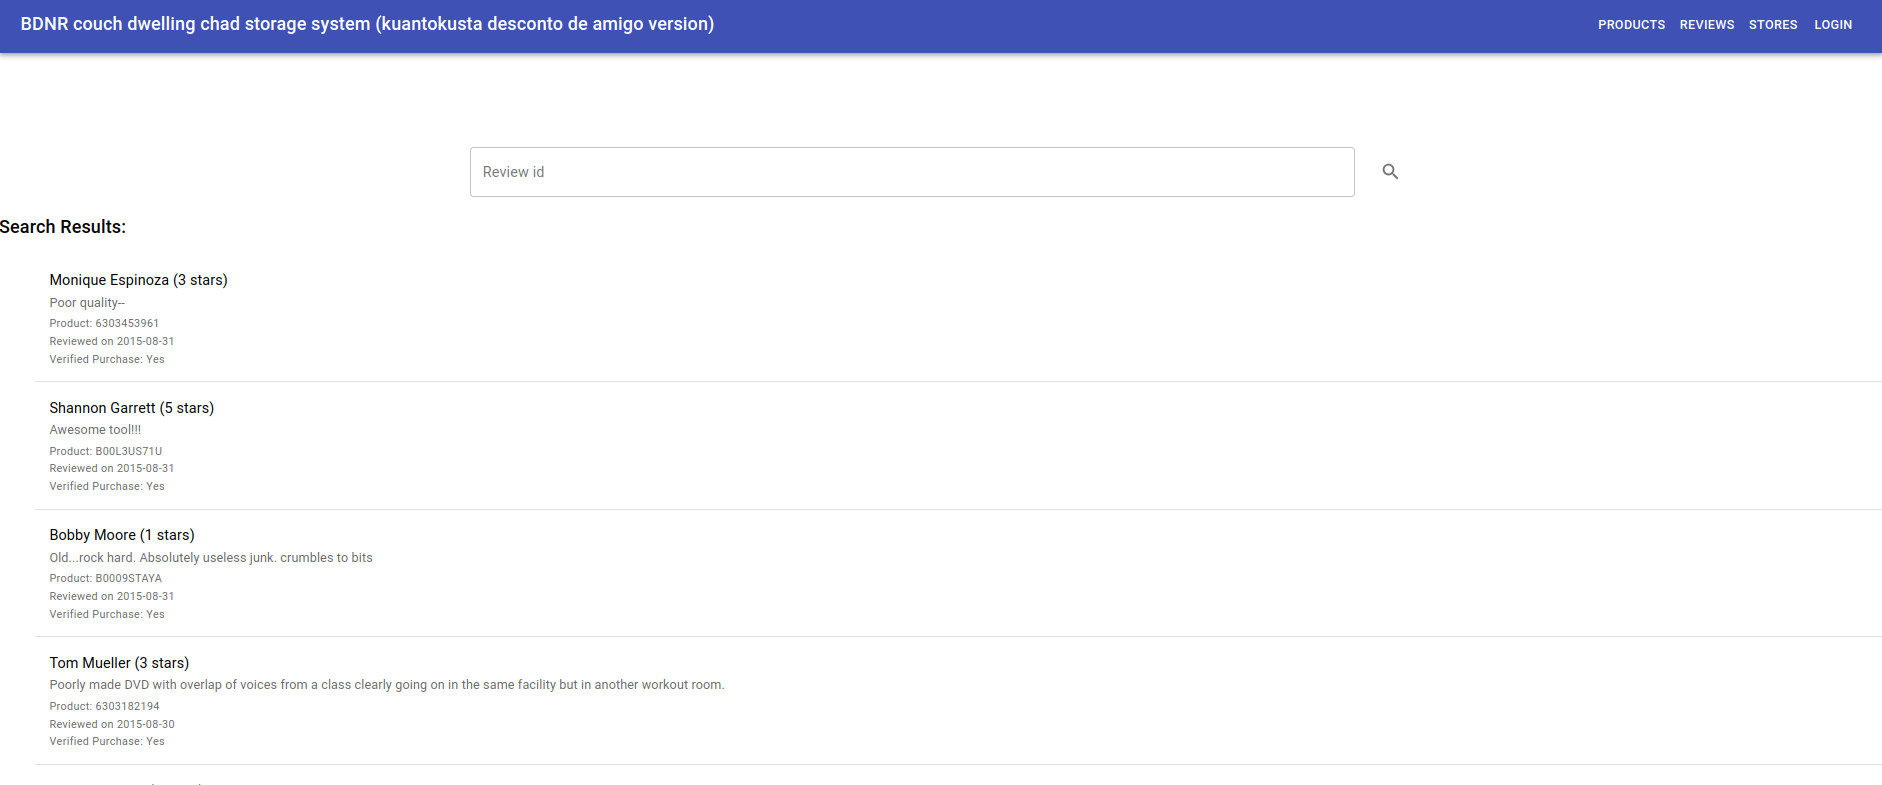 BDNR couch dwelling chad storage system (kuantokusta desconto de amigo version)
PRODUCTS REVIEWS STORES LOGIN
Review id
Search Results:
Monique Espinoza (3 stars)
Poor quality--
Product: 6303453961
Reviewed on 2015-08-31
Verified Purchase: Yes
Shannon Garrett (5 stars)
Awesome tool!!!
Product: B00L3US71U
Reviewed on 2015-08-31
Verified Purchase: Yes
Bobby Moore (1 stars)
Old...rock hard. Absolutely useless junk. crumbles to bits
Product: B0009STAYA
Reviewed on 2015-08-31
Verified Purchase: Yes
Tom Mueller (3 stars)
Poorly made DVD with overlap of voices from a class clearly going on in the same facility but in another workout room.
Product: 6303182194
Reviewed on 2015-08-30
Verified Purchase: Yes